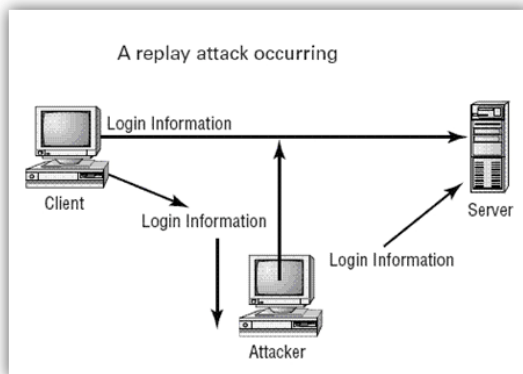 A replay attack occurring
Login Information
Client
Login Information
Server
Login Information
Attacker